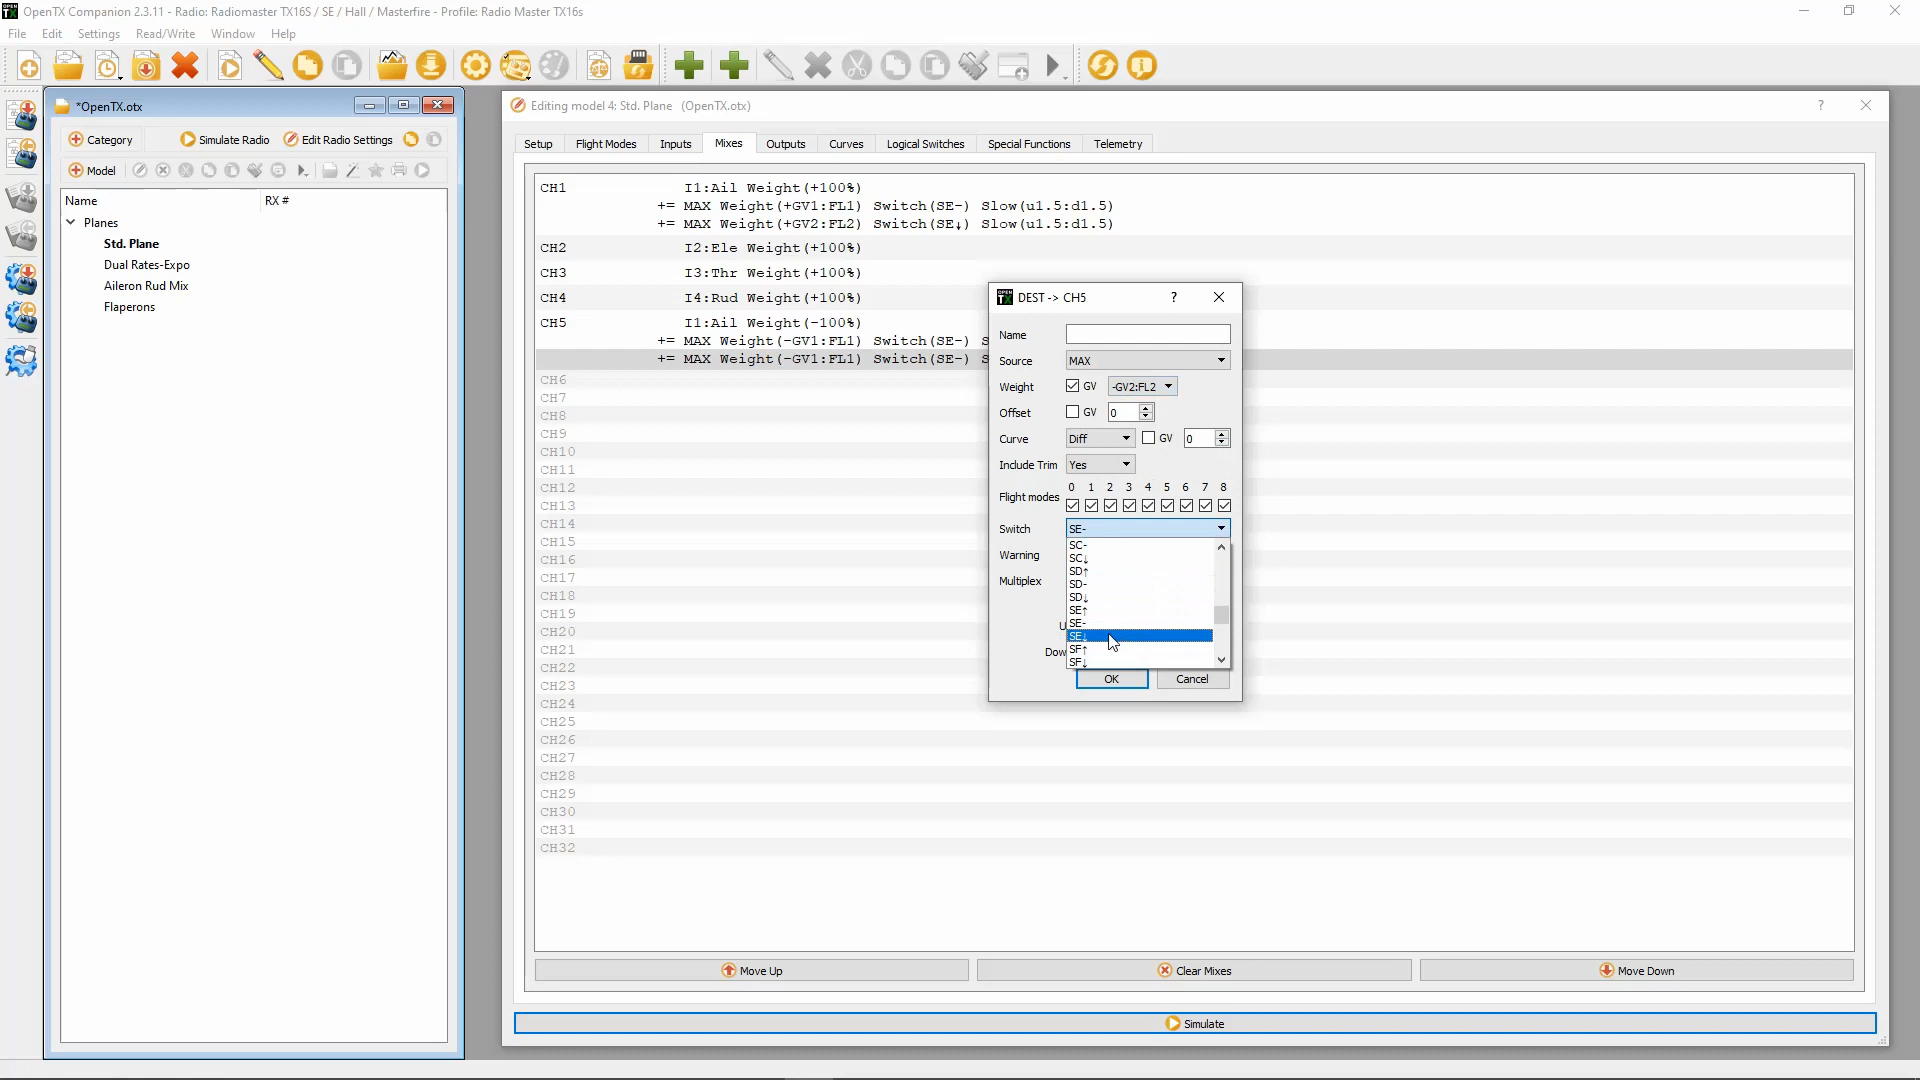 OpenTX Companion 2.3.11 - Radio: Radiomaster TX16S / SE / Hall / Masterfire - Profile: Radio Master TX16s
File Edit Settings Read/Write Window Help
*OpenTX.otx
Category Simulate Radio Edit Radio Settings
Model
Name RX #
Planes
Std. Plane
Dual Rates-Expo
Aileron Rud Mix
Flaperons
Editing model 4: Std. Plane (OpenTX.otx) ?
Setup Flight Modes Inputs Mixes Outputs Curves Logical Switches Special Functions Telemetry
CH1 I1:Ail Weight(+100%)
+= MAX Weight(+GV1:FL1) Switch(SE-) Slow(u1.5:d1.5)
+= MAX Weight(+GV2:FL2) Switch(SE↓) Slow(u1.5:d1.5)
CH2 I2:Ele Weight(+100%)
CH3 I3:Thr Weight(+100%)
CH4 I4:Rud Weight(+100%)
CH5 I1:Ail Weight(-100%)
+= MAX Weight(-GV1:FL1) Switch(SE-) S
+= MAX Weight(-GV1:FL1) Switch(SE-) S
CH6
CH7
CH8
CH9
CH10
CH11
CH12
CH13
CH14
CH15
CH16
CH17
CH18
CH19
CH20
CH21
CH22
CH23
CH24
CH25
CH26
CH27
CH28
CH29
CH30
CH31
CH32
DEST -> CH5 ?
Name
Source MAX
Weight GV -GV2:FL2
Offset GV 0
Curve Diff GV 0
Include Trim Yes
0 1 2 3 4 5 6 7 8
Flight modes
Switch SE-
SC-
SC↓
SD↑
SD-
SD↓
SE↑
SE-
SE↓
SF↑
SF↓
Warning
Multiplex
U
Dow
OK Cancel
Move Up Clear Mixes Move Down
Simulate